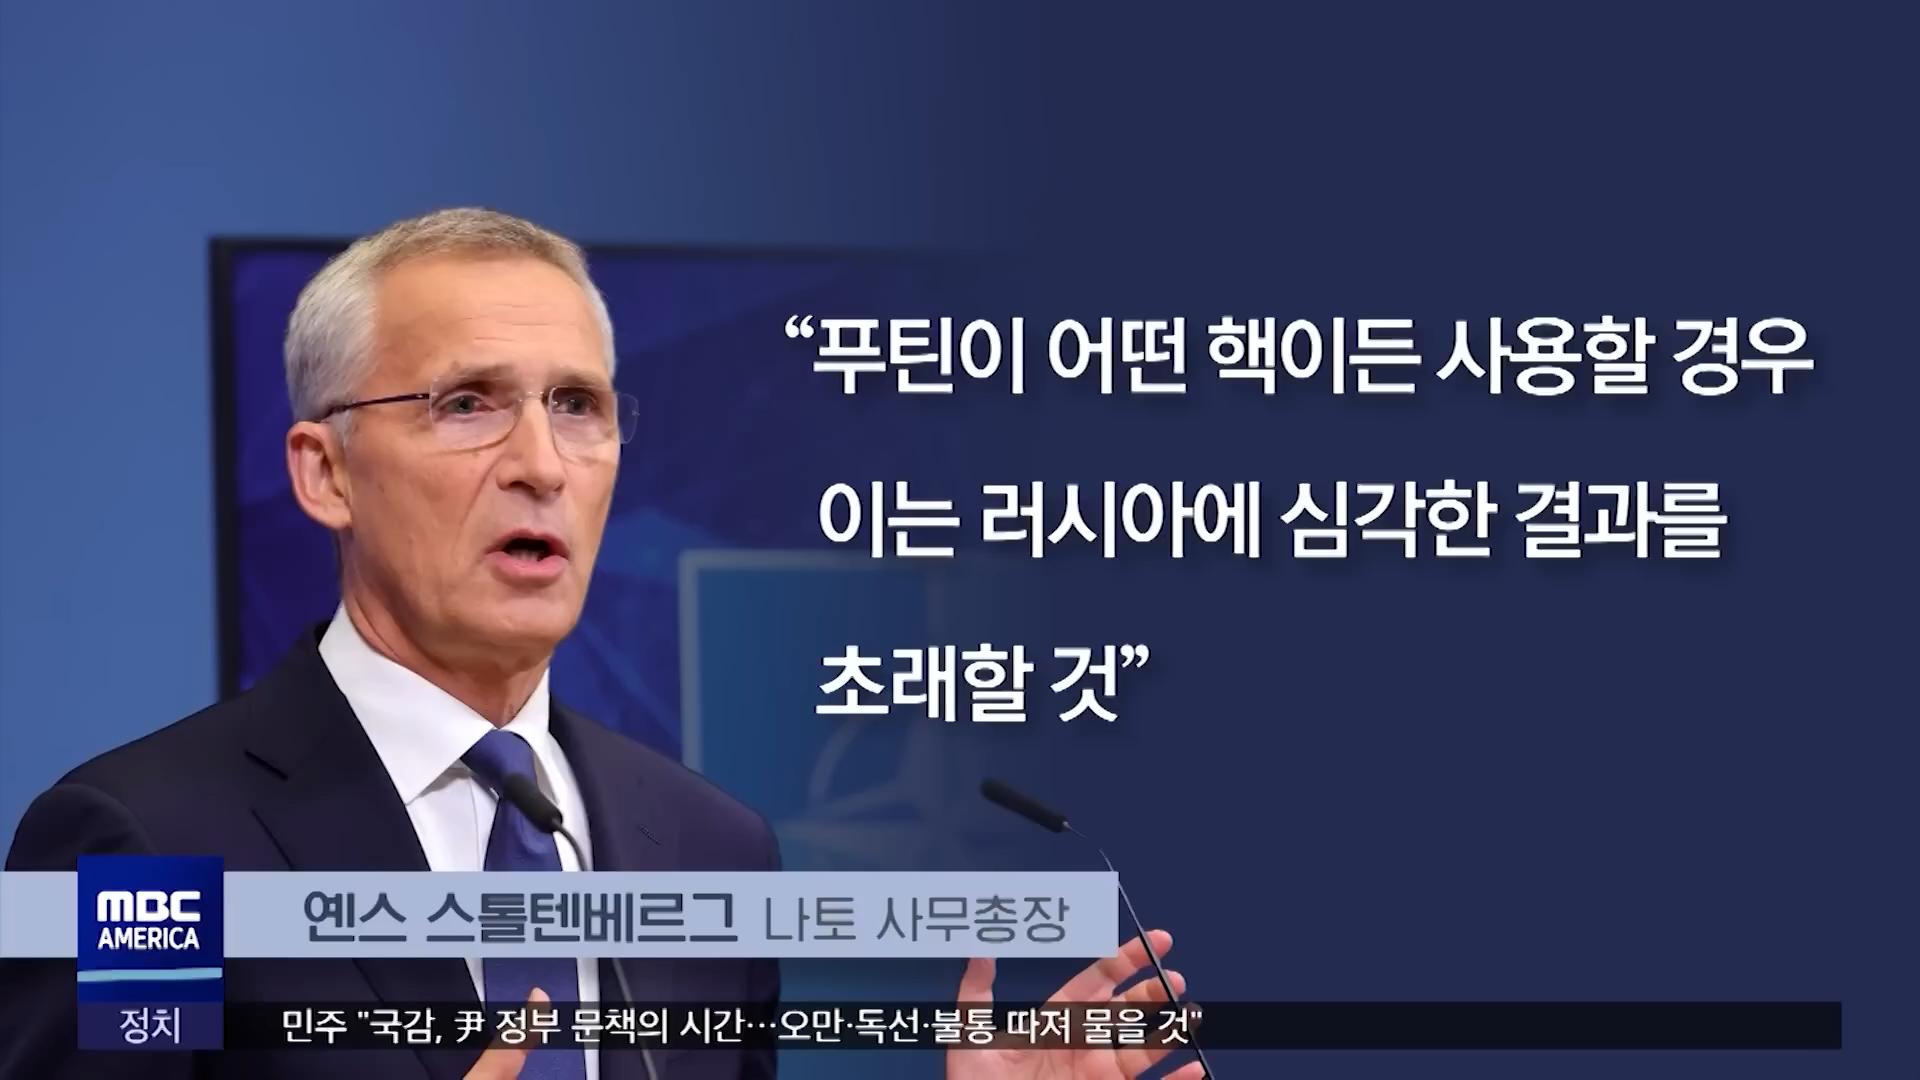 “푸틴이 어떤 핵이든 사용할 경우
이는 러시아에 심각한 결과를
초래할 것”
옌스 스톨텐베르그 나토 사무총장
MBC
AMERICA
정치
민주 "국감, 尹 정부 문책의 시간…오만·독선·불통 따져 물을 것"